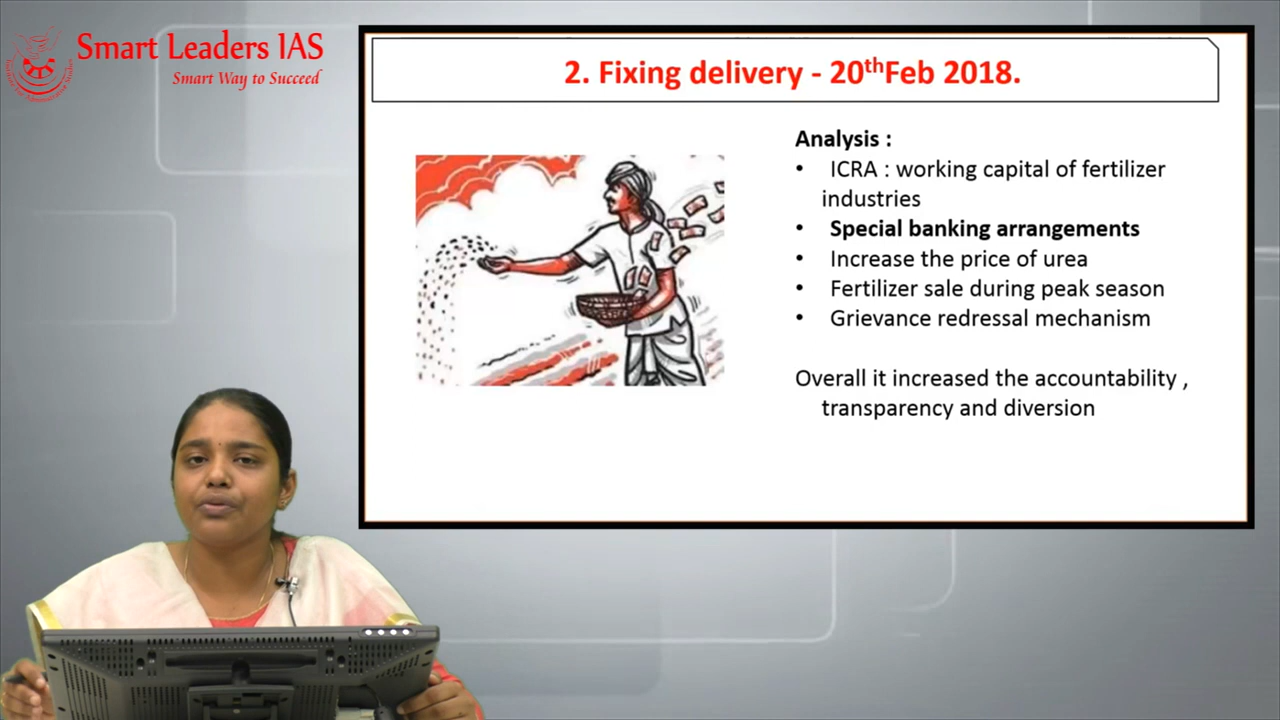 Smart Leaders IAS
Smart Way to Succeed
2. Fixing delivery - 20thFeb 2018.
Analysis :
• ICRA : working capital of fertilizer
industries
• Special banking arrangements
• Increase the price of urea
• Fertilizer sale during peak season
• Grievance redressal mechanism
Overall it increased the accountability ,
transparency and diversion